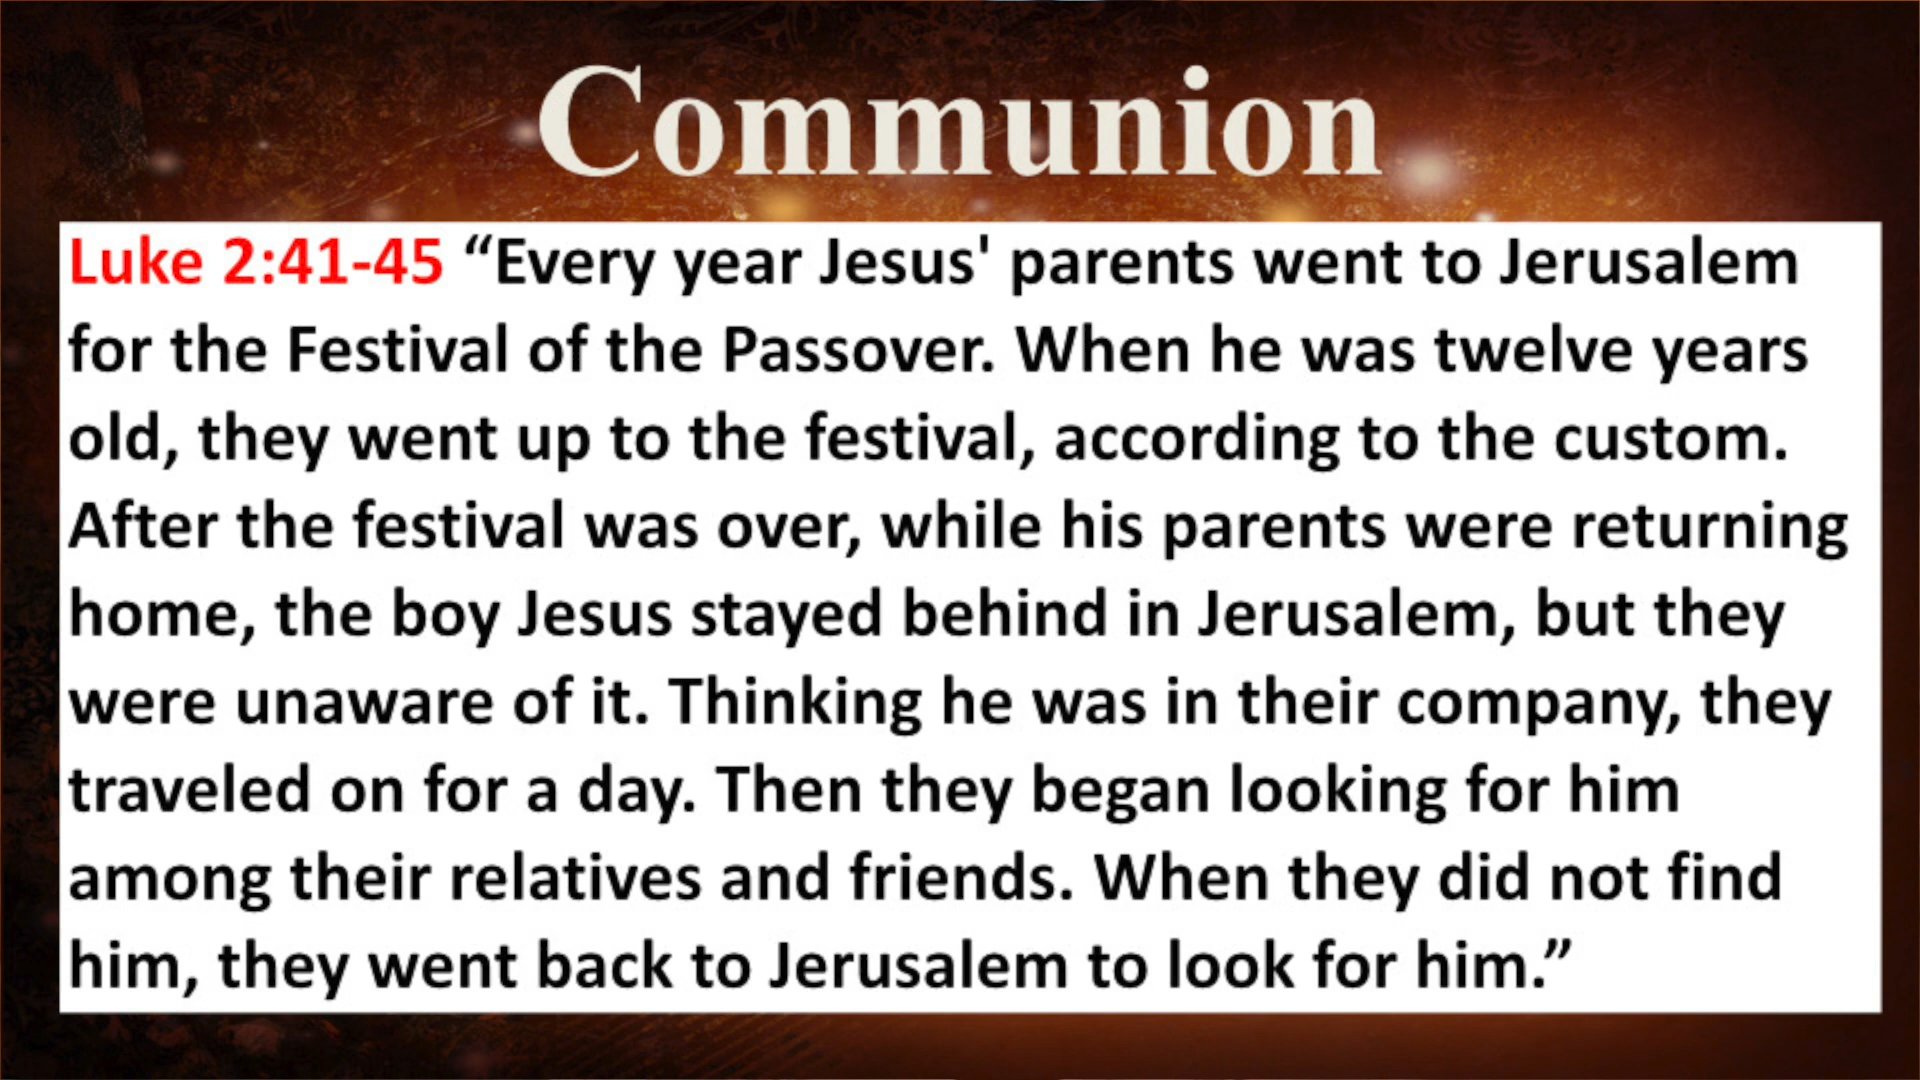 Communion
Luke 2:41-45 “Every year Jesus' parents went to Jerusalem
for the Festival of the Passover. When he was twelve years
old, they went up to the festival, according to the custom.
After the festival was over, while his parents were returning
home, the boy Jesus stayed behind in Jerusalem, but they
were unaware of it. Thinking he was in their company, they
traveled on for a day. Then they began looking for him
among their relatives and friends. When they did not find
him, they went back to Jerusalem to look for him.”